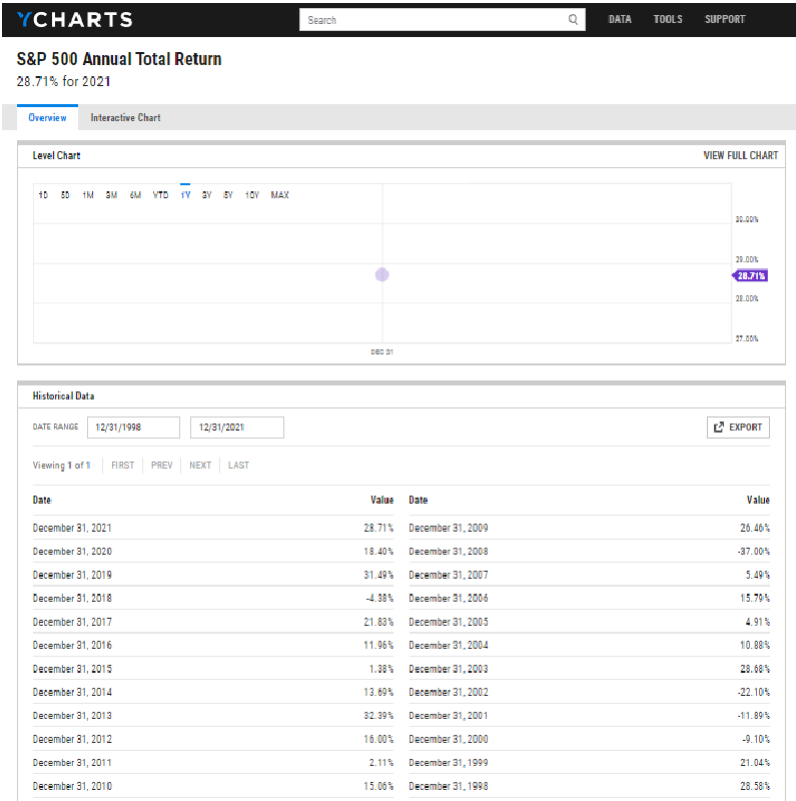 YCHARTS Search DATA TOOLS SUPPORT
S&P 500 Annual Total Return
28.71% for 2021
Overview Interactive Chart
Level Chart VIEW FULL CHART
1D 5D 1M 3M 6M YTD 1Y 3Y 5Y 10Y MAX
30.00%
29.00%
28.71%
28.00%
27.00%
DEC 31
Historical Data
DATE RANGE 12/31/1998 12/31/2021 EXPORT
Viewing 1 of 1 FIRST PREV NEXT LAST
Date Value Date Value
December 31, 2021 28.71% December 31, 2009 26.46%
December 31, 2020 18.40% December 31, 2008 -37.00%
December 31, 2019 31.49% December 31, 2007 5.49%
December 31, 2018 -4.38% December 31, 2006 15.79%
December 31, 2017 21.83% December 31, 2005 4.91%
December 31, 2016 11.96% December 31, 2004 10.88%
December 31, 2015 1.38% December 31, 2003 28.68%
December 31, 2014 13.69% December 31, 2002 -22.10%
December 31, 2013 32.39% December 31, 2001 -11.89%
December 31, 2012 16.00% December 31, 2000 -9.10%
December 31, 2011 2.11% December 31, 1999 21.04%
December 31, 2010 15.06% December 31, 1998 28.58%